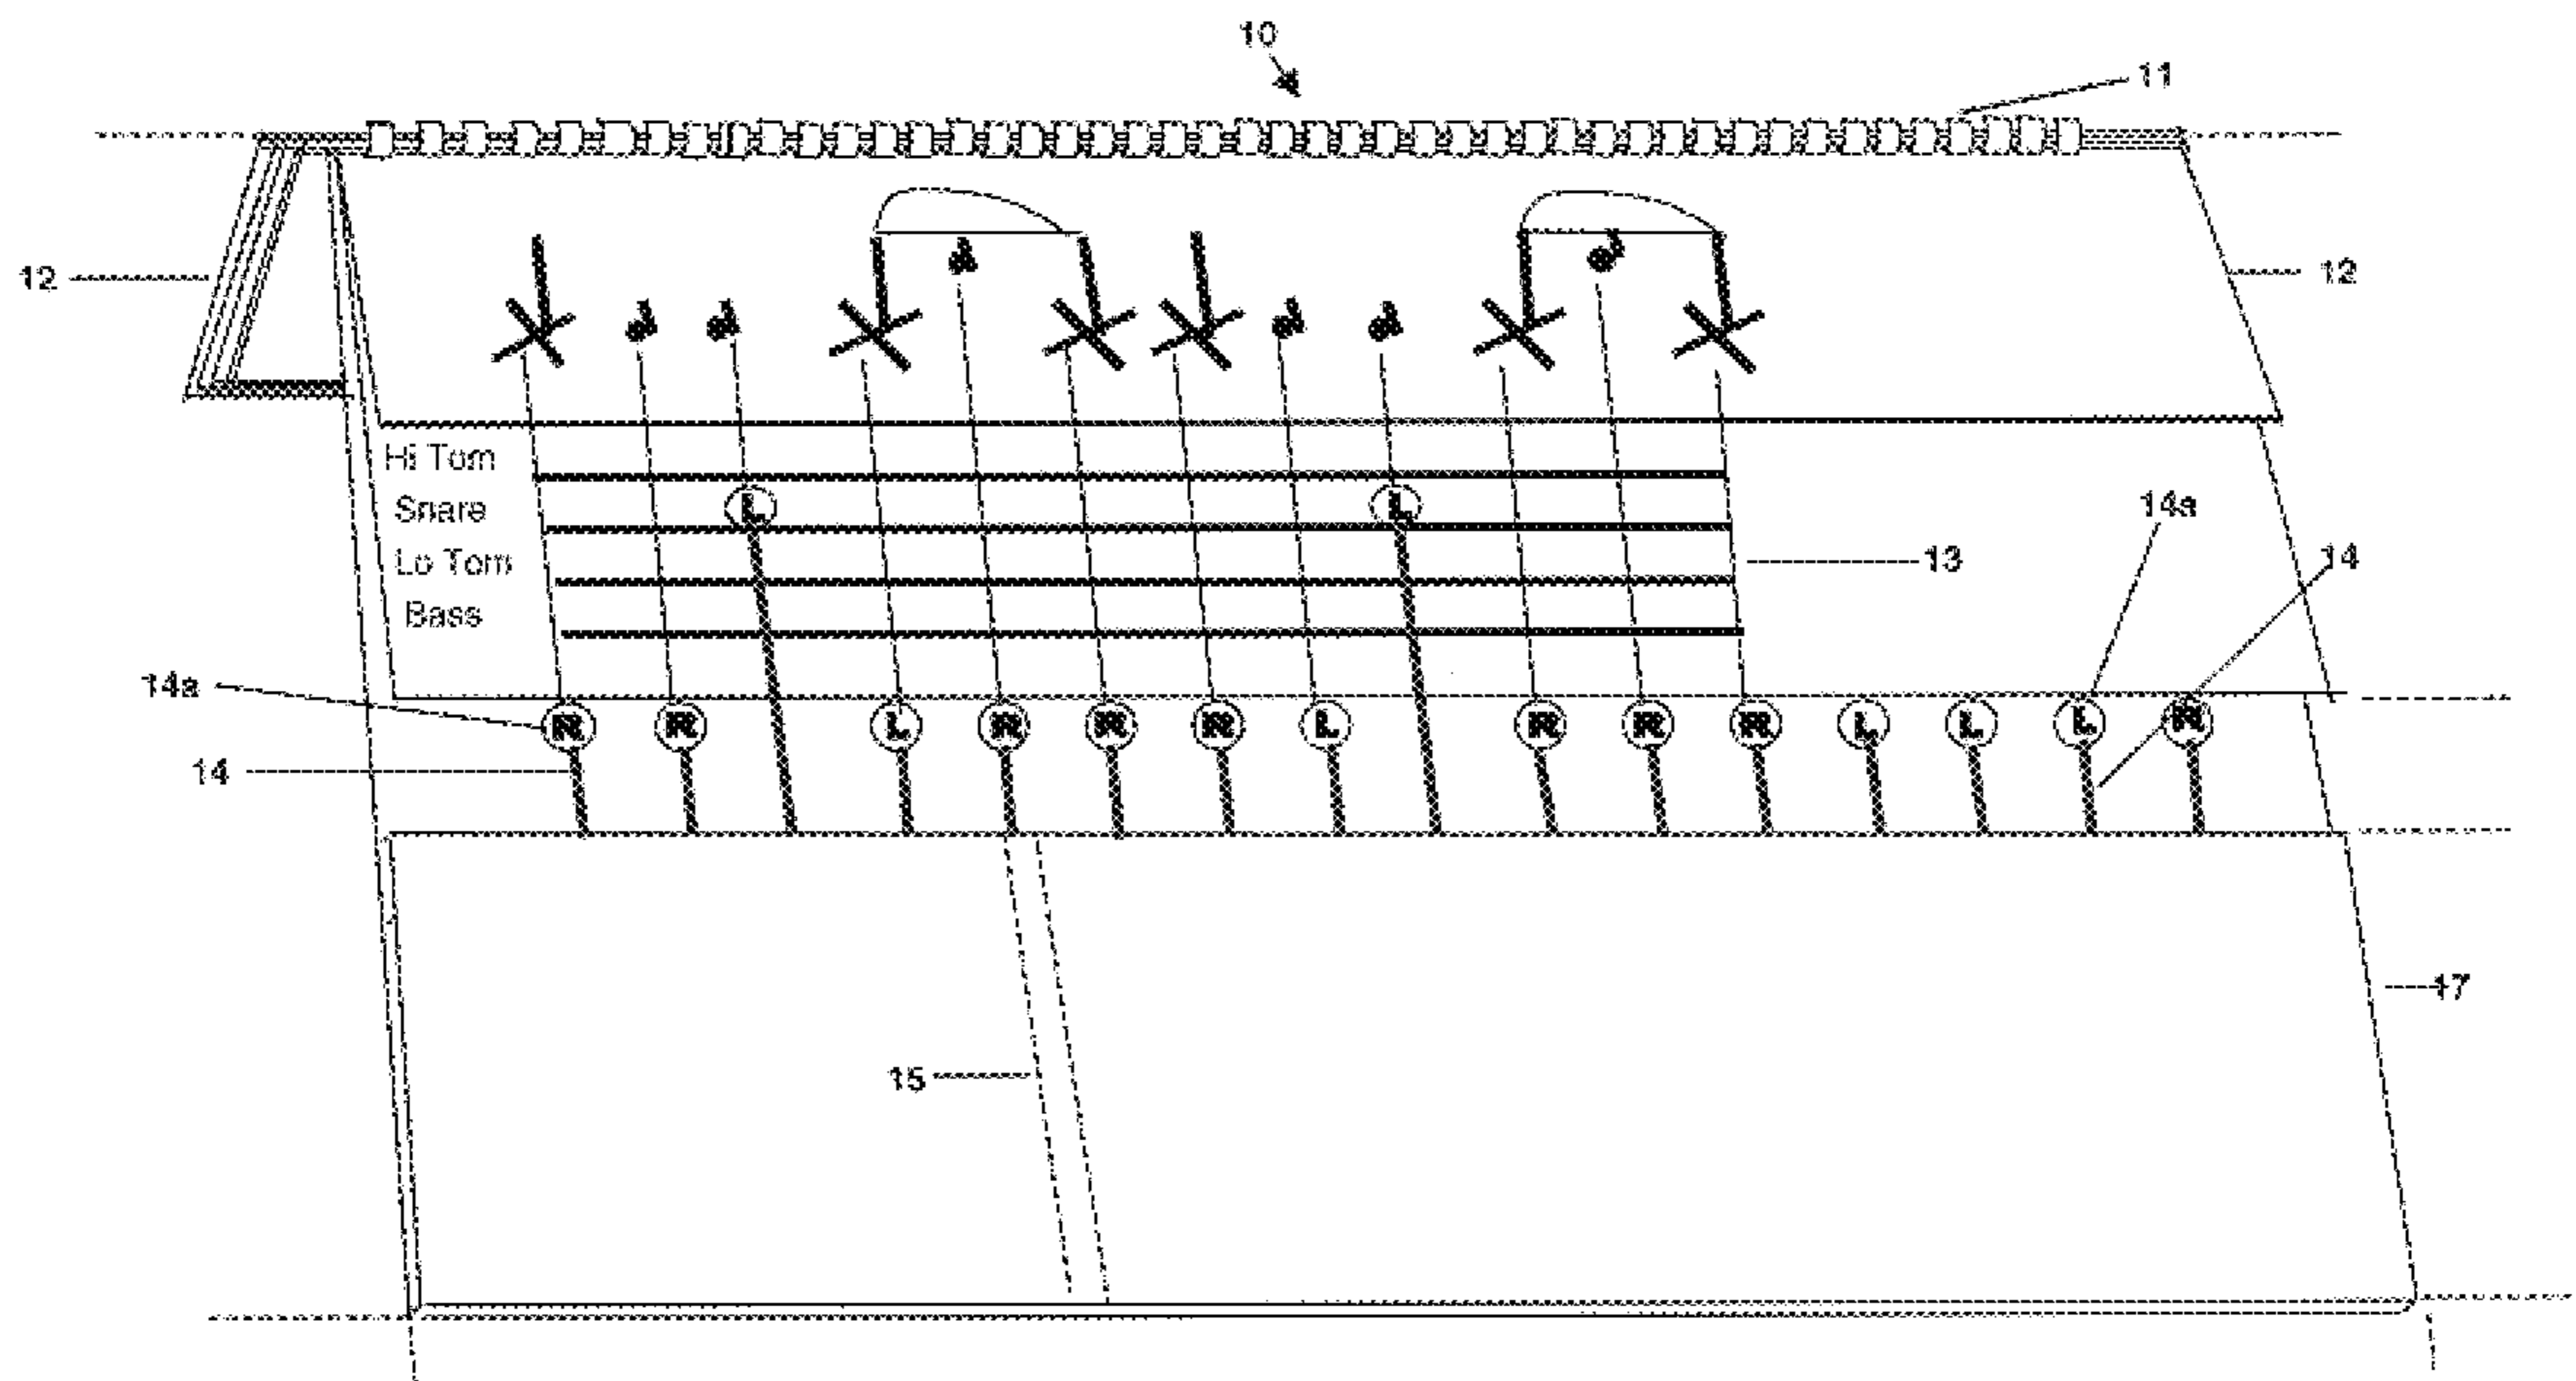 10
11
12
12
Hi Tom
Snare L L 14a
Lo Tom 13 14
Bass
14a
R R L R R R L R R R L L L R
14
17
15